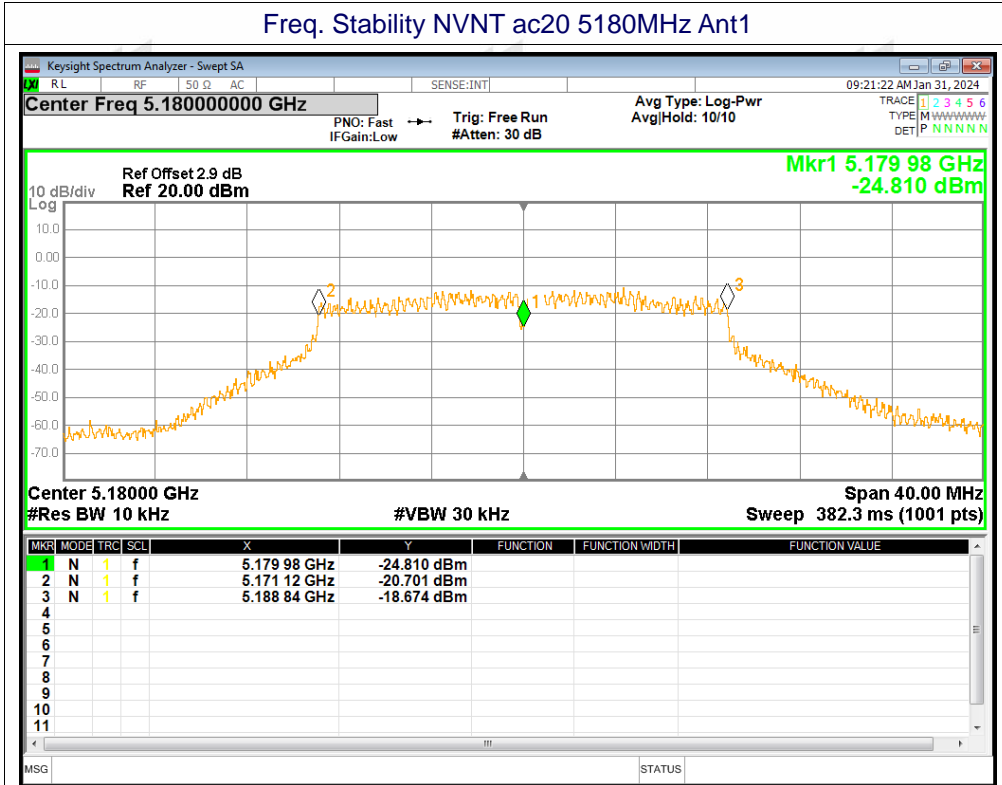 Freq. Stability NVNT ac20 5180MHz Ant1
Keysight Spectrum Analyzer - Swept SA
LXI RL RF 50 Ω AC SENSE:INT 09:21:22 AM Jan 31, 2024
Center Freq 5.180000000 GHz
PNO: Fast
IFGain:Low
Trig: Free Run
#Atten: 30 dB
Avg Type: Log-Pwr
Avg|Hold: 10/10
TRACE 1 2 3 4 5 6
TYPE M W W W W W
DET P N N N N N
Mkr1 5.179 98 GHz
-24.810 dBm
Ref Offset 2.9 dB
10 dB/div Ref 20.00 dBm
Log
10.0
0.00
-10.0
-20.0
-30.0
-40.0
-50.0
-60.0
-70.0
2
1
3
Center 5.18000 GHz Span 40.00 MHz
#Res BW 10 kHz #VBW 30 kHz Sweep 382.3 ms (1001 pts)
MKR MODE TRC SCL X Y FUNCTION FUNCTION WIDTH FUNCTION VALUE
1 N 1 f 5.179 98 GHz -24.810 dBm
2 N 1 f 5.171 12 GHz -20.701 dBm
3 N 1 f 5.188 84 GHz -18.674 dBm
4
5
6
7
8
9
10
11
MSG STATUS